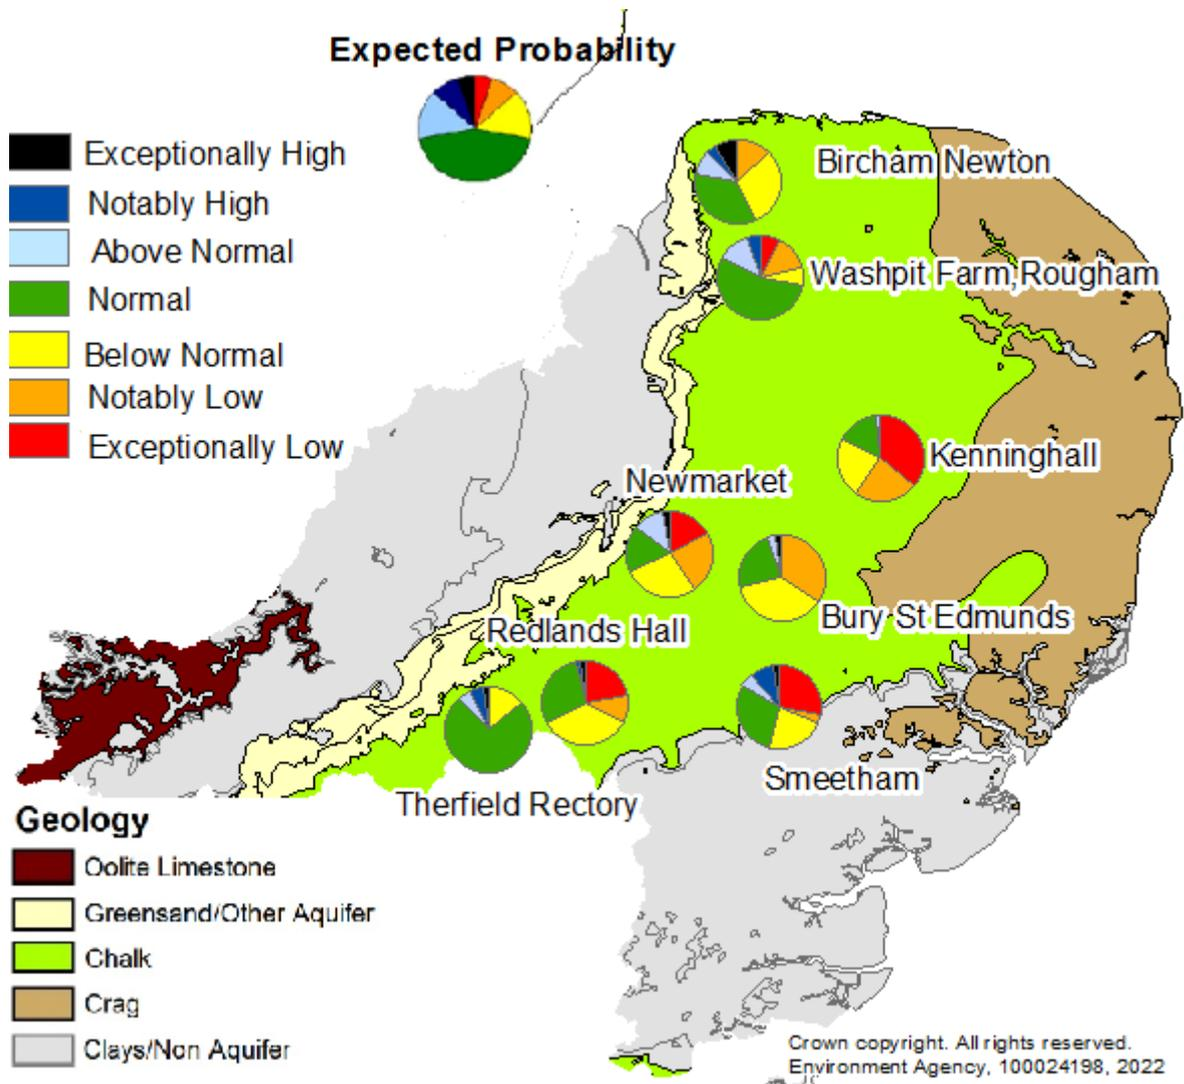 Expected Probability
Exceptionally High
Notably High
Above Normal
Normal
Below Normal
Notably Low
Exceptionally Low
Bircham Newton
Washpit Farm,Rougham
Kenninghall
Newmarket
Bury St Edmunds
Redlands Hall
Smeetham
Therfield Rectory
Geology
Oolite Limestone
Greensand/Other Aquifer
Chalk
Crag
Clays/Non Aquifer
Crown copyright. All rights reserved.
Environment Agency, 100024198, 2022